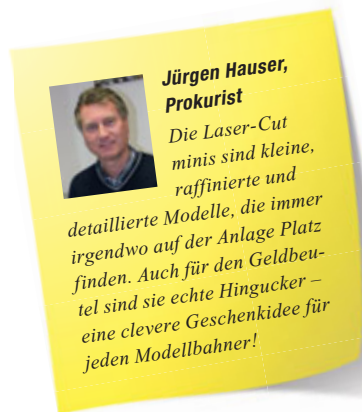 Jürgen Hauser,
Prokurist
Die Laser-Cut
minis sind kleine,
raffinierte und
detaillierte Modelle, die immer
irgendwo auf der Anlage Platz
finden. Auch für den Geldbeu-
tel sind sie echte Hingucker –
eine clevere Geschenkidee für
jeden Modellbahner!